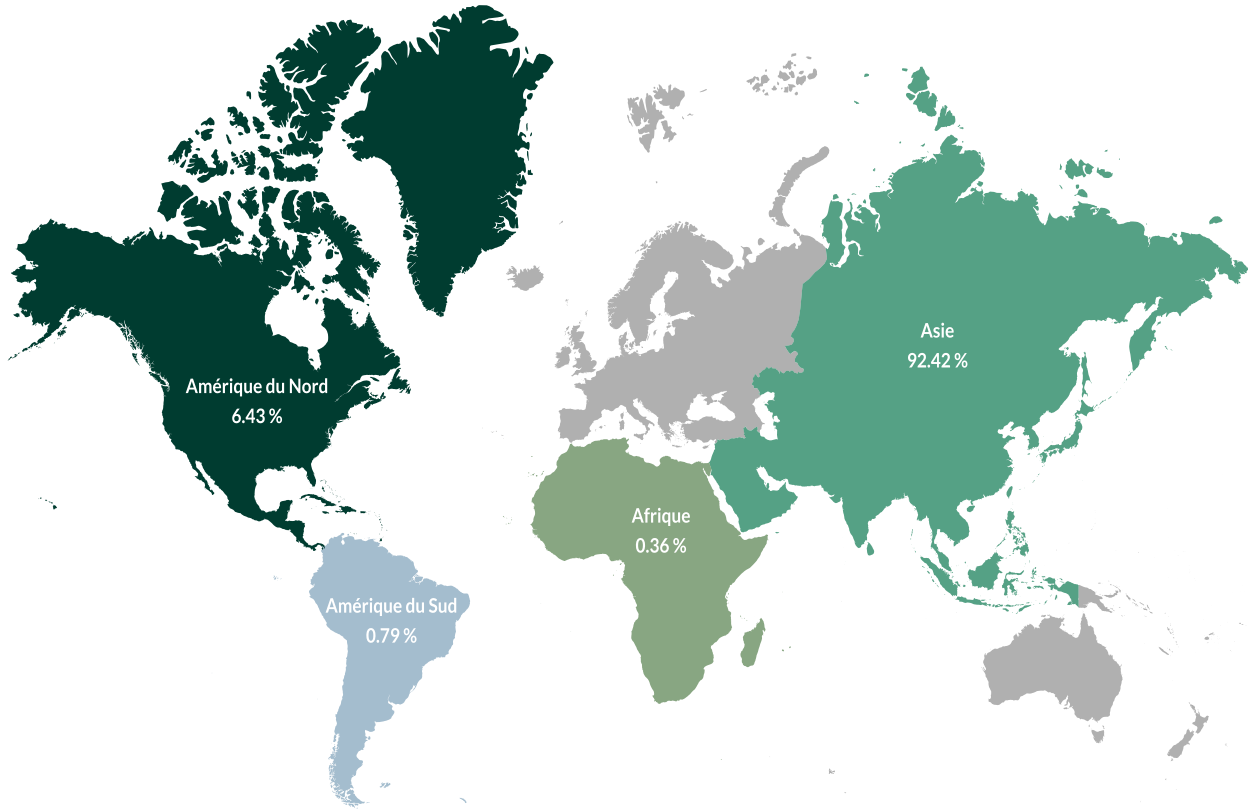 Asie
92.42 %
Amérique du Nord
6.43 %
Afrique
0.36 %
Amérique du Sud
0.79 %